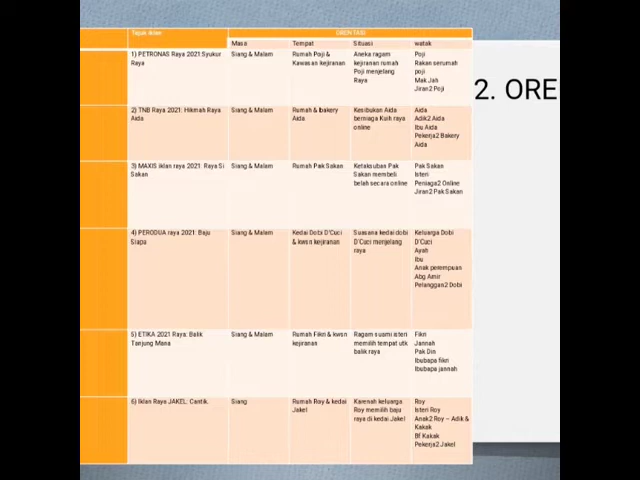 Tajuk Iklan
ORENTASI
Masa
Tempat
Situasi
watak
1) PETRONAS Raya 2021:Syukur
Raya
Siang & Malam
Rumah Poji &
Kawasan kejiranan
Aneka ragam
kejiranan rumah
Poji menjelang
Raya
Poji
Rakan serumah
poji
Mak Jah
Jiran2 Poji
2) TNB Raya 2021: Hikmah Raya
Aida
Siang & Malam
Rumah & bakery
Aida
Kesibukan Aida
berniaga Kuih raya
online
Aida
Adik2 Aida
Ibu Aida
Pekerja2 Bakery
Aida
3) MAXIS iklan raya 2021: Raya Si
Sakan
Siang & Malam
Rumah Pak Sakan
Ketaksuban Pak
Sakan membeli
belah secara online
Pak Sakan
Isteri
Peniaga2 Online
Jiran2 Pak Sakan
4) PERODUA raya 2021: Baju
Siapa
Siang & Malam
Kedai Dobi D'Cuci
& kwsn kejiranan
Suasana kedai dobi
D'Cuci menjelang
raya
Keluarga Dobi
D'Cuci
Ayah
Ibu
Anak perempuan
Abg Amir
Pelanggan2 Dobi
5) ETIKA 2021 Raya: Balik
Tanjung Mana
Siang & Malam
Rumah Fikri & kwsn
kejiranan
Ragam suami isteri
memilih tempat utk
balik raya
Fikri
Jannah
Pak Din
Ibubapa fikri
Ibubapa jannah
6) Iklan Raya JAKEL: Cantik.
Siang
Rumah Roy & kedai
Jakel
Karenah keluarga
Roy memilih baju
raya di kedai Jakel
Roy
Isteri Roy
Anak2 Roy – Adik &
Kakak
Bf Kakak
Pekerja2 Jakel
2. ORE